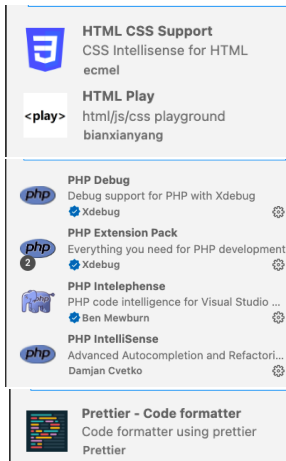 HTML CSS Support
CSS Intellisense for HTML
ecmel
<play>
HTML Play
html/js/css playground
bianxianyang
php
PHP Debug
Debug support for PHP with Xdebug
Xdebug
php
2
PHP Extension Pack
Everything you need for PHP development
Xdebug
php
PHP Intelephense
PHP code intelligence for Visual Studio ...
Ben Mewburn
php
PHP IntelliSense
Advanced Autocompletion and Refactori...
Damjan Cvetko
Prettier - Code formatter
Code formatter using prettier
Prettier